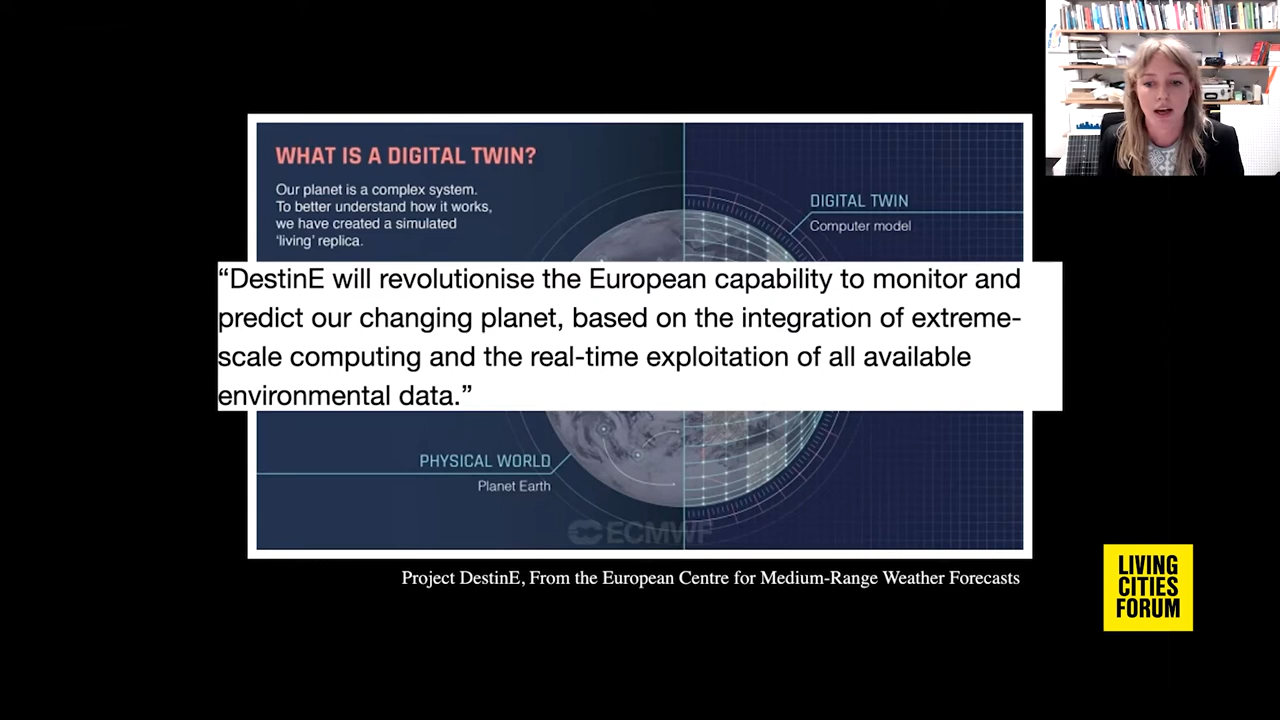 WHAT IS A DIGITAL TWIN?
Our planet is a complex system.
To better understand how it works,
we have created a simulated
‘living’ replica.
DIGITAL TWIN
Computer model
“DestinE will revolutionise the European capability to monitor and
predict our changing planet, based on the integration of extreme-
scale computing and the real-time exploitation of all available
environmental data.”
PHYSICAL WORLD
Planet Earth
ECMWF
Project DestinE, From the European Centre for Medium-Range Weather Forecasts
LIVING
CITIES
FORUM